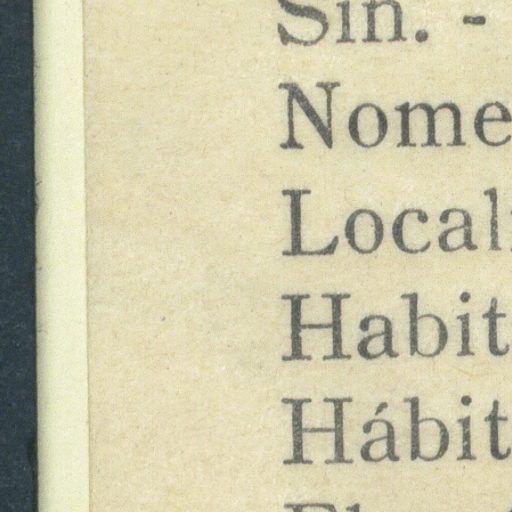 Sin. -
Nome
Local
Habit
Hábit